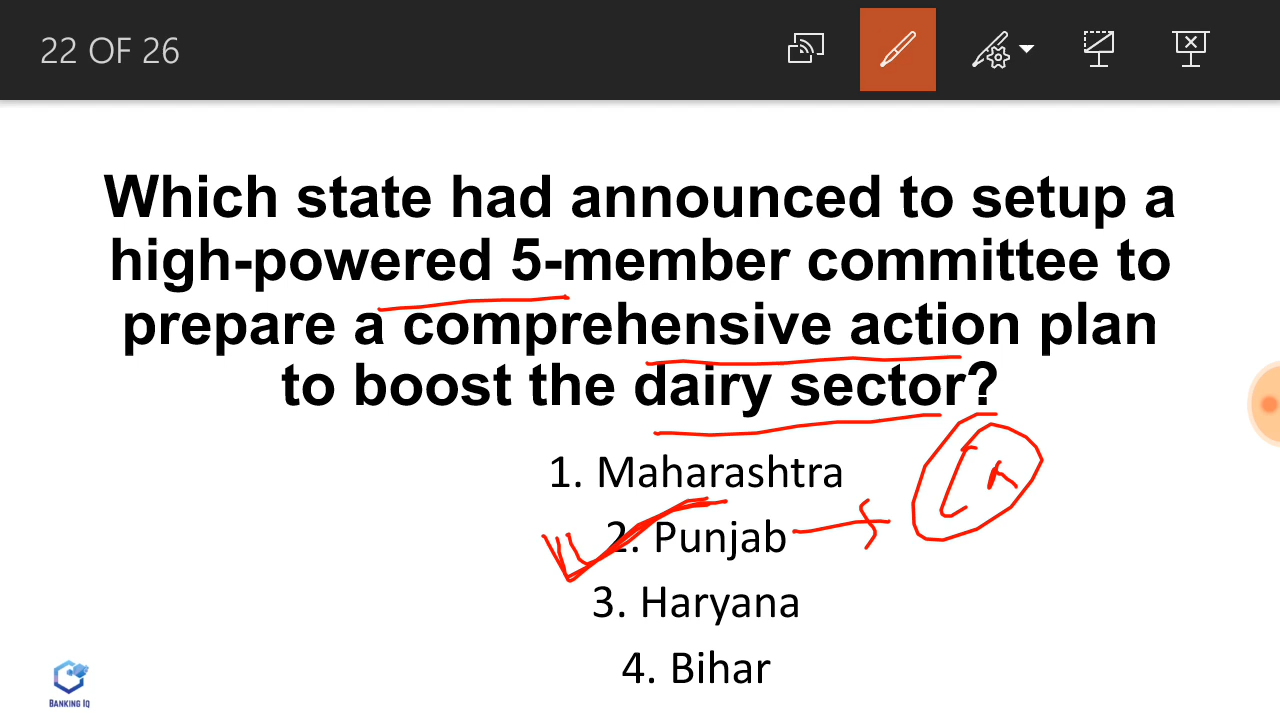 22 OF 26
Which state had announced to setup a
high-powered 5-member committee to
prepare a comprehensive action plan
to boost the dairy sector?
1. Maharashtra
2. Punjab
3. Haryana
4. Bihar
BANKING IQ